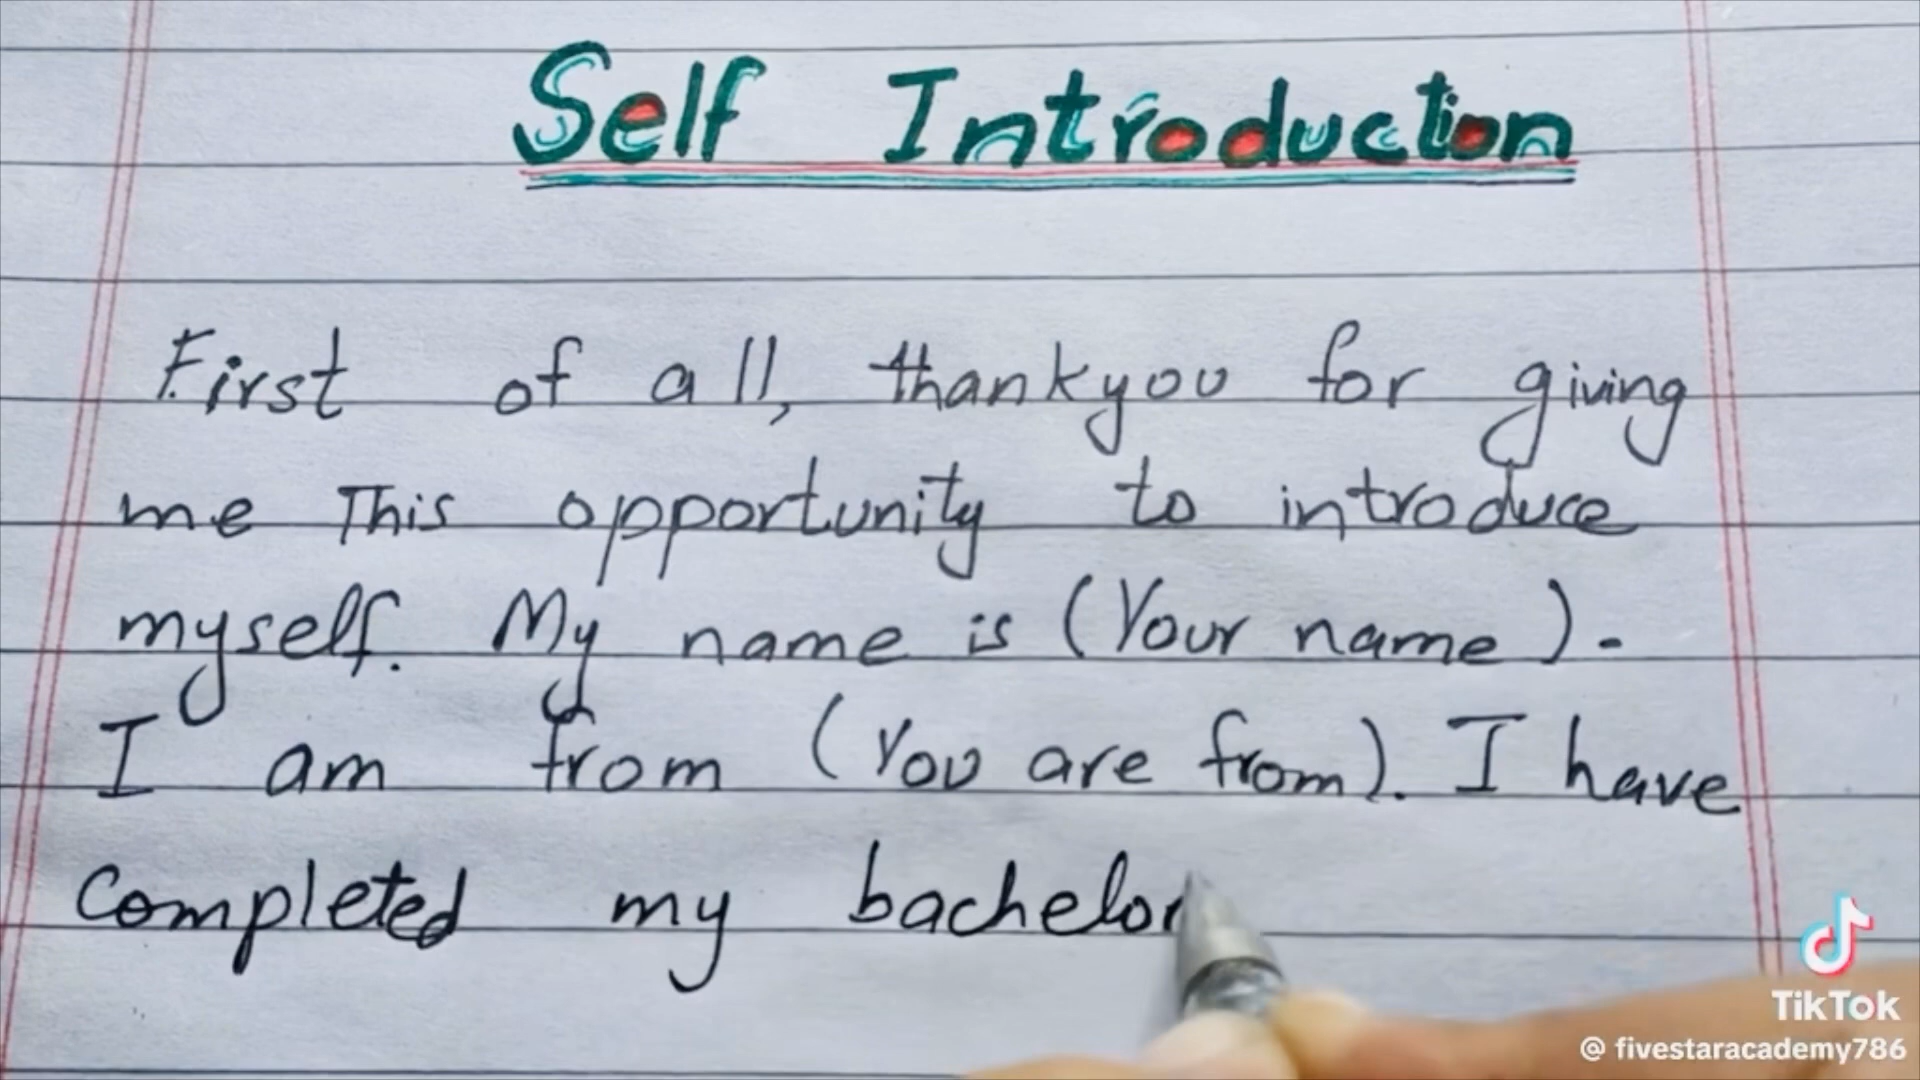 Self Introduction
First of all, thankyou for giving
me This opportunity to introduce
myself. My name is (Your name).
I am from (You are from). I have
Completed my bachelor
TikTok
@ fivestaracademy786